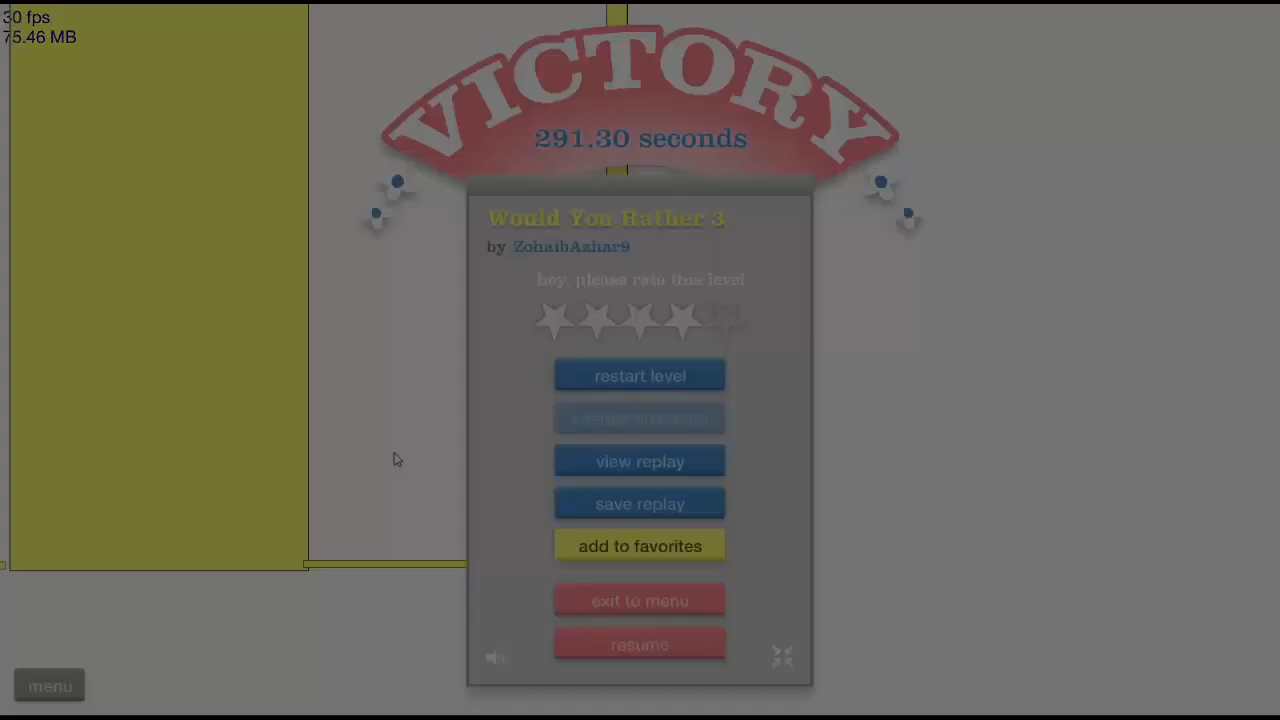 30 fps
75.46 MB
VICTORY
291.30 seconds
Would You Rather 3
by ZohaibAzhar9
hey, please rate this level
restart level
view replay
save replay
add to favorites
exit to menu
resume
menu